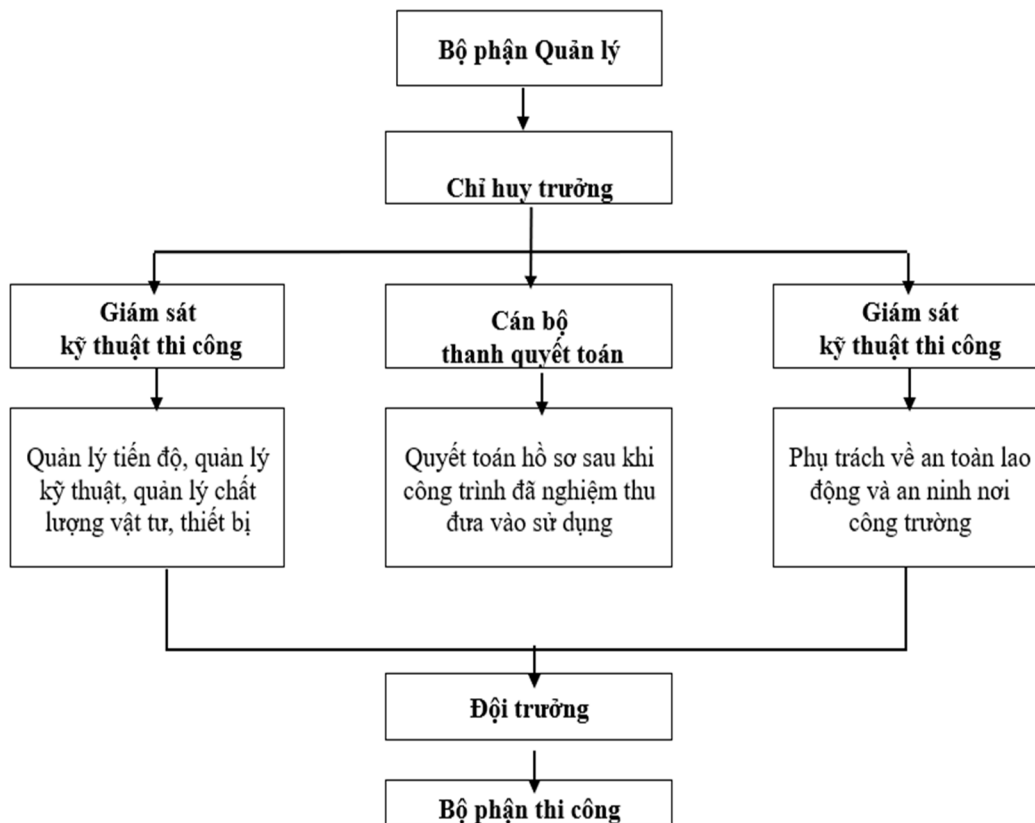 Bộ phận Quản lý
Chỉ huy trưởng
Giám sát
kỹ thuật thi công
Cán bộ
thanh quyết toán
Giám sát
kỹ thuật thi công
Quản lý tiến độ, quản lý
kỹ thuật, quản lý chất
lượng vật tư, thiết bị
Quyết toán hồ sơ sau khi
công trình đã nghiệm thu
đưa vào sử dụng
Phụ trách về an toàn lao
động và an ninh nơi
công trường
Đội trưởng
Bộ phận thi công